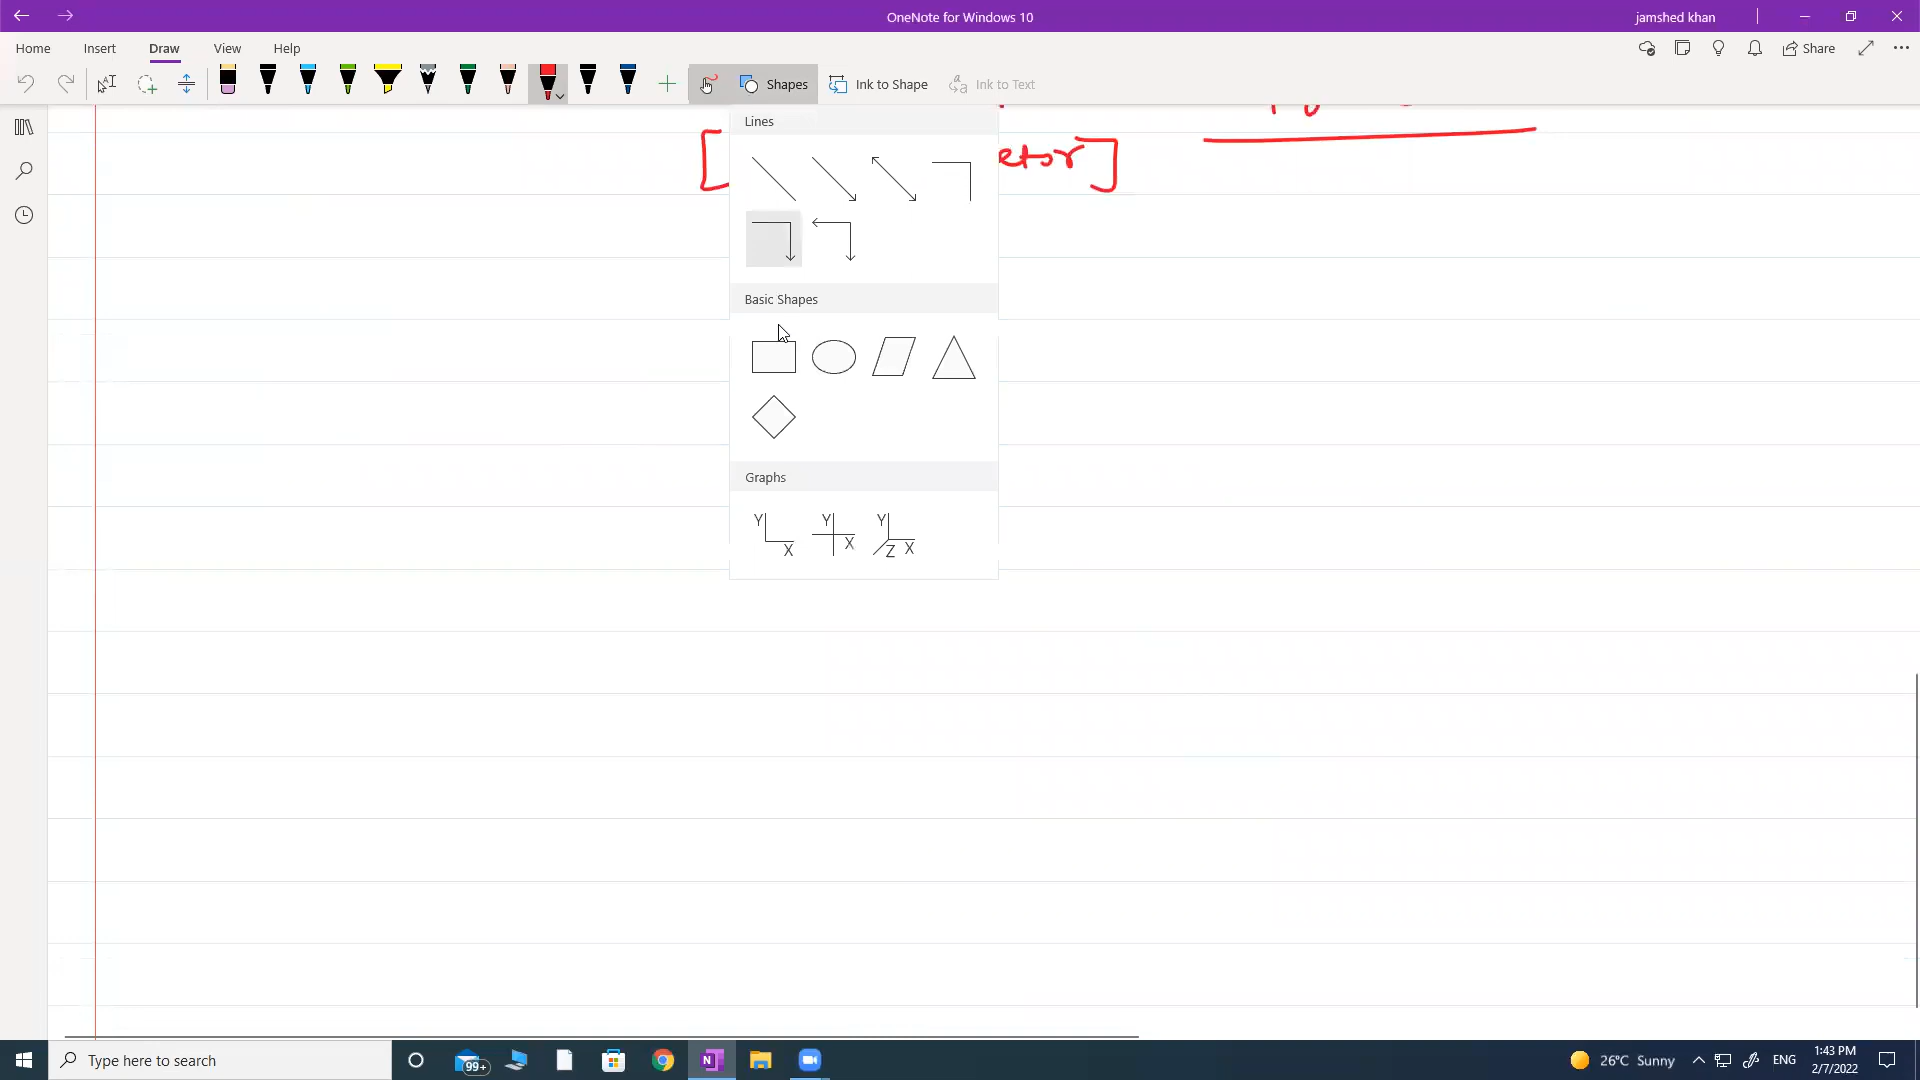 OneNote for Windows 10
jamshed khan
Home Insert Draw View Help
Share
Shapes Ink to Shape Ink to Text
Lines
Basic Shapes
Graphs
Y X Y X Y Z X
Type here to search
99+
N
26°C Sunny
ENG
1:43 PM
2/7/2022